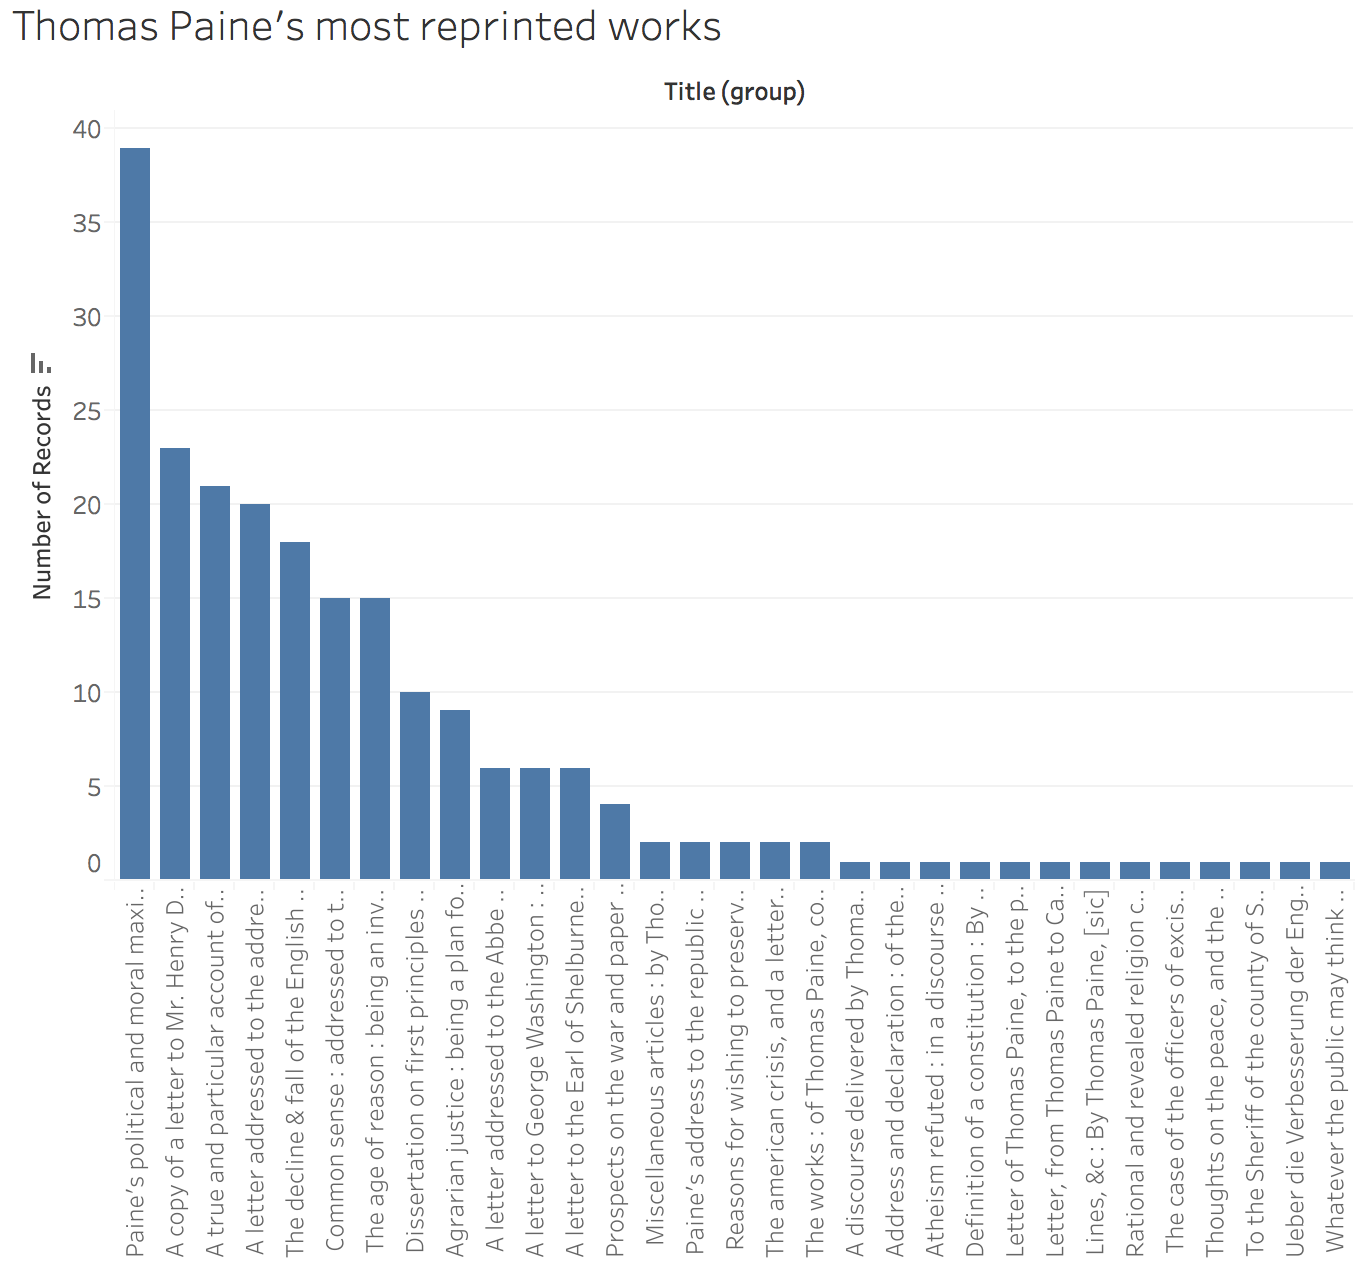 Thomas Paine's most reprinted works
Title (group)
Number of Records
40
35
30
25
20
15
10
5
0
Paine's political and moral maxi..
A copy of a letter to Mr. Henry D..
A true and particular account of..
A letter addressed to the addre..
The decline & fall of the English ..
Common sense : addressed to t..
The age of reason : being an inv..
Dissertation on first principles ..
Agrarian justice : being a plan fo..
A letter addressed to the Abbe ..
A letter to George Washington : ..
A letter to the Earl of Shelburne..
Prospects on the war and paper ..
Miscellaneous articles : by Tho..
Paine's address to the republic ..
Reasons for wishing to preserv..
The american crisis, and a letter..
The works : of Thomas Paine, co..
A discourse delivered by Thoma..
Address and declaration : of the..
Atheism refuted : in a discourse ..
Definition of a constitution : By ..
Letter of Thomas Paine, to the p..
Letter, from Thomas Paine to Ca..
Lines, &c : By Thomas Paine, [sic]
Rational and revealed religion c..
The case of the officers of excis..
Thoughts on the peace, and the ..
To the Sheriff of the county of S..
Ueber die Verbesserung der Eng..
Whatever the public may think ..